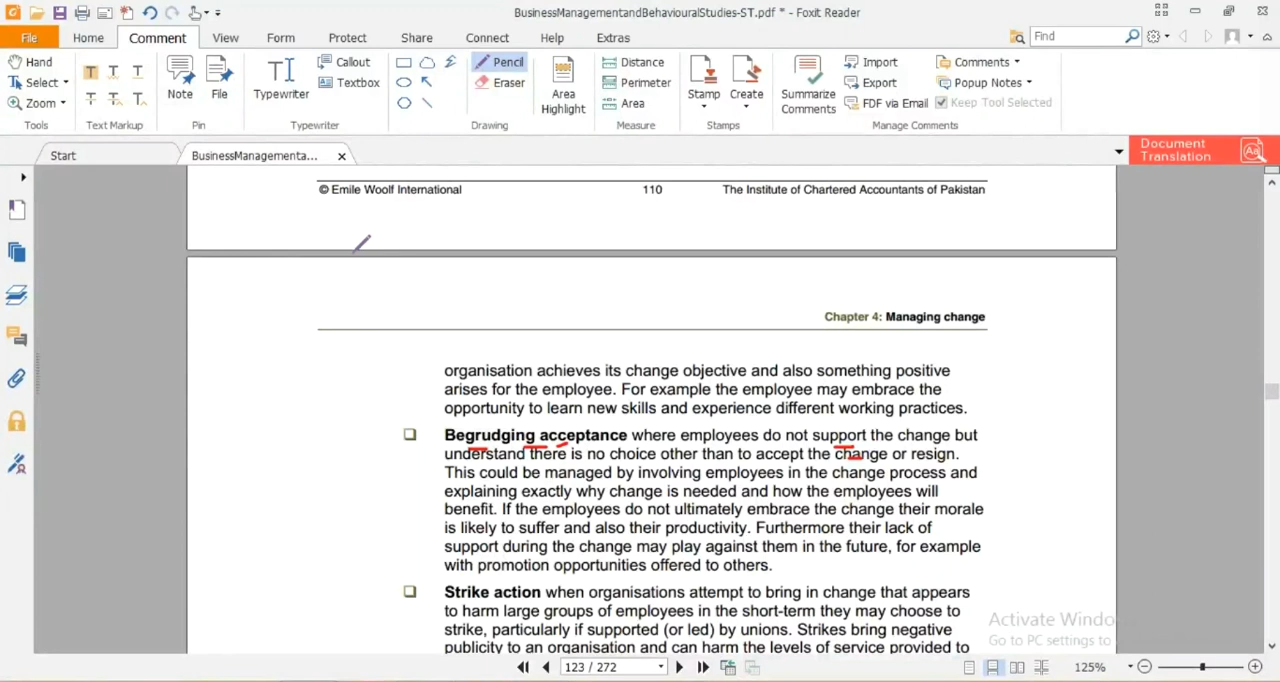 BusinessManagementandBehaviouralStudies-ST.pdf * - Foxit Reader
File Home Comment View Form Protect Share Connect Help Extras Find
Hand
Select
Zoom
Tools
Text Markup
Note
File
Pin
Typewriter
Callout
Textbox
Typewriter
Pencil
Eraser
Drawing
Area
Highlight
Distance
Perimeter
Area
Measure
Stamp
Create
Stamps
Summarize
Comments
Import
Export
FDF via Email
Comments
Popup Notes
Keep Tool Selected
Manage Comments
Start
BusinessManagementa...
Document
Translation
© Emile Woolf International 110 The Institute of Chartered Accountants of Pakistan
Chapter 4: Managing change
organisation achieves its change objective and also something positive
arises for the employee. For example the employee may embrace the
opportunity to learn new skills and experience different working practices.
Begrudging acceptance where employees do not support the change but
understand there is no choice other than to accept the change or resign.
This could be managed by involving employees in the change process and
explaining exactly why change is needed and how the employees will
benefit. If the employees do not ultimately embrace the change their morale
is likely to suffer and also their productivity. Furthermore their lack of
support during the change may play against them in the future, for example
with promotion opportunities offered to others.
Strike action when organisations attempt to bring in change that appears
to harm large groups of employees in the short-term they may choose to
strike, particularly if supported (or led) by unions. Strikes bring negative
publicity to an organisation and can harm the levels of service provided to
Activate Windo
Go to PC settings to
123 / 272
125%